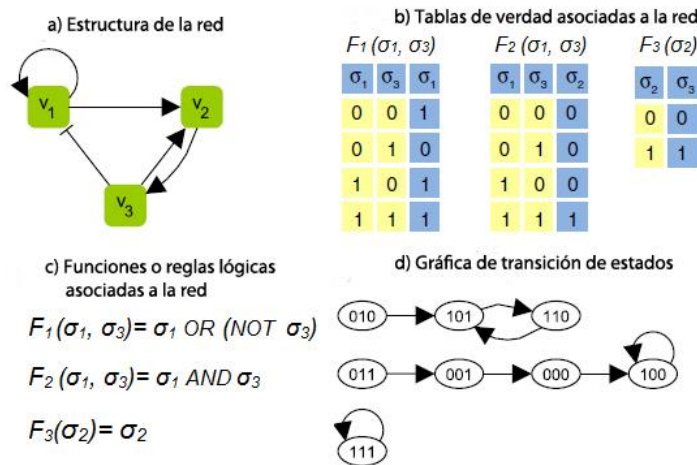 a) Estructura de la red
v1
v2
v3
b) Tablas de verdad asociadas a la red
F1 (σ1, σ3)
σ1 σ3 σ1
0 0 1
0 1 0
1 0 1
1 1 1
F2 (σ1, σ3)
σ1 σ3 σ2
0 0 0
0 1 0
1 0 0
1 1 1
F3 (σ2)
σ2 σ3
0 0
1 1
c) Funciones o reglas lógicas
asociadas a la red
F1 (σ1, σ3)= σ1 OR (NOT σ3)
F2 (σ1, σ3)= σ1 AND σ3
F3(σ2)= σ2
d) Gráfica de transición de estados
010 101 110
011 001 000 100
111